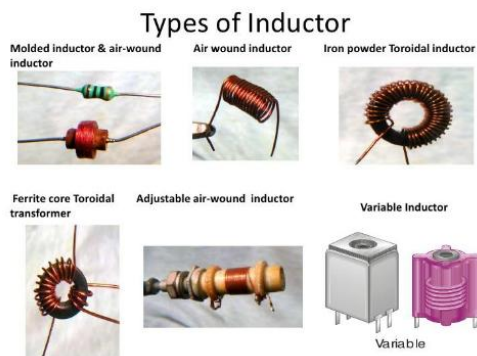 Types of Inductor
Molded inductor & air-wound
inductor
Air wound inductor
Iron powder Toroidal inductor
Ferrite core Toroidal
transformer
Adjustable air-wound inductor
Variable Inductor
Variable